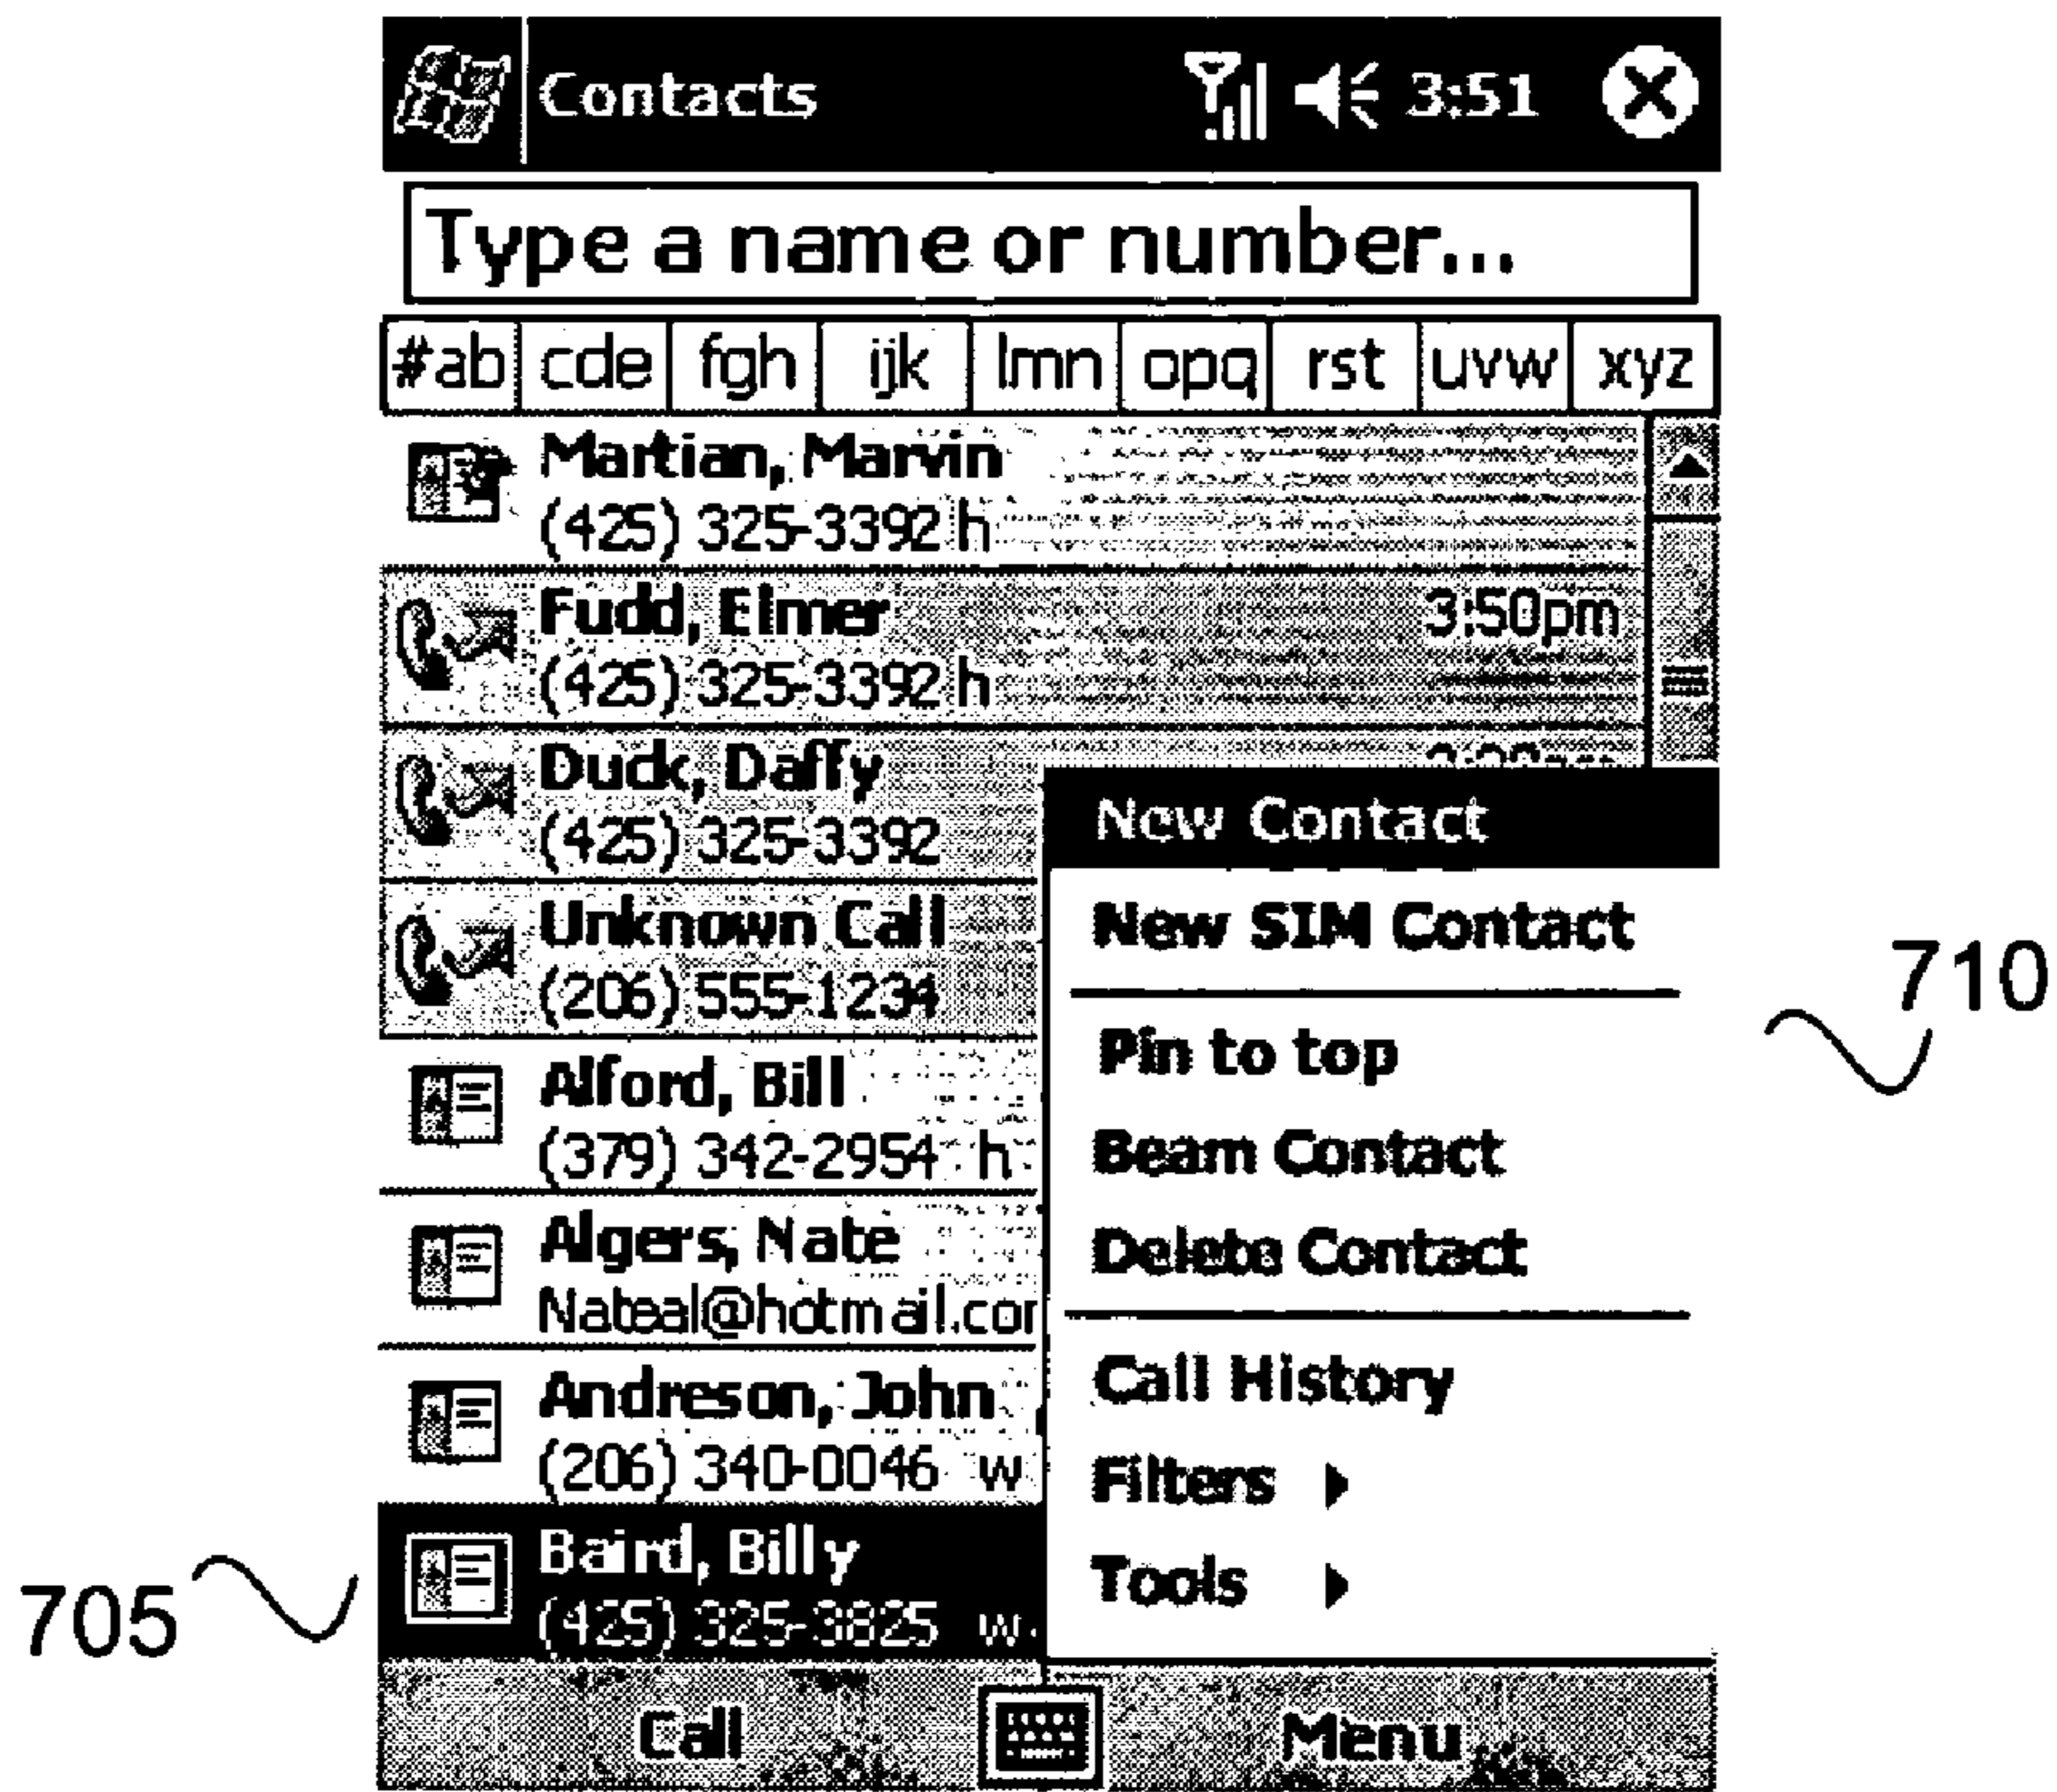 Contacts 3:51
Type a name or number...
#ab cde fgh ijk lmn opq rst uvw xyz
Martian, Marvin
(425) 325-3392 h
Fudd, Elmer 3:50pm
(425) 325-3392 h
Duck, Daffy
(425) 325-3392
Unknown Call
(206) 555-1234
Alford, Bill
(379) 342-2954 h
Algers, Nate
Nateal@hotmail.com
Andreson, John
(206) 340-0046 w
Baird, Billy
(425) 325-3825 w
New Contact
New SIM Contact
Pin to top
Beam Contact
Delete Contact
Call History
Filters
Tools
Call Menu
705
710